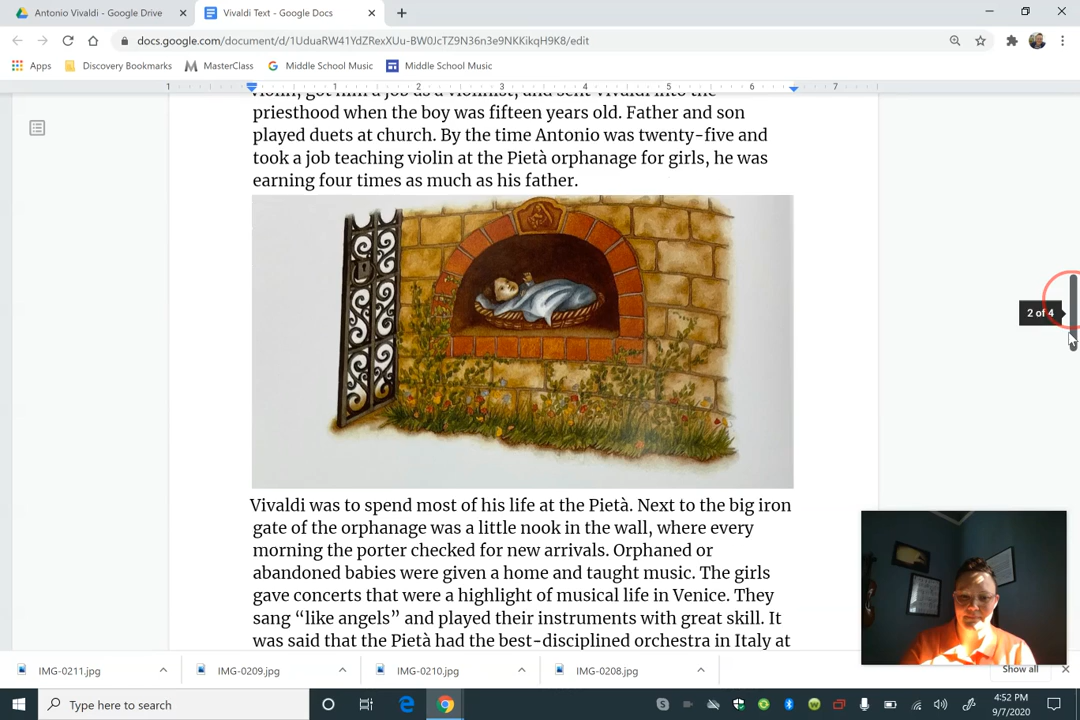 Antonio Vivaldi - Google Drive
Vivaldi Text - Google Docs
docs.google.com/document/d/1UduaRW41YdZRexXUu-BW0JcTZ9N36n3e9NKKikqH9K8/edit
Apps
Discovery Bookmarks
MasterClass
Middle School Music
Middle School Music
1 1 2 3 4 5 6 7
priesthood when the boy was fifteen years old. Father and son
played duets at church. By the time Antonio was twenty-five and
took a job teaching violin at the Pietà orphanage for girls, he was
earning four times as much as his father.
2 of 4
Vivaldi was to spend most of his life at the Pietà. Next to the big iron
gate of the orphanage was a little nook in the wall, where every
morning the porter checked for new arrivals. Orphaned or
abandoned babies were given a home and taught music. The girls
gave concerts that were a highlight of musical life in Venice. They
sang “like angels” and played their instruments with great skill. It
was said that the Pietà had the best-disciplined orchestra in Italy at
IMG-0211.jpg
IMG-0209.jpg
IMG-0210.jpg
IMG-0208.jpg
Show all
Type here to search
4:52 PM
9/7/2020